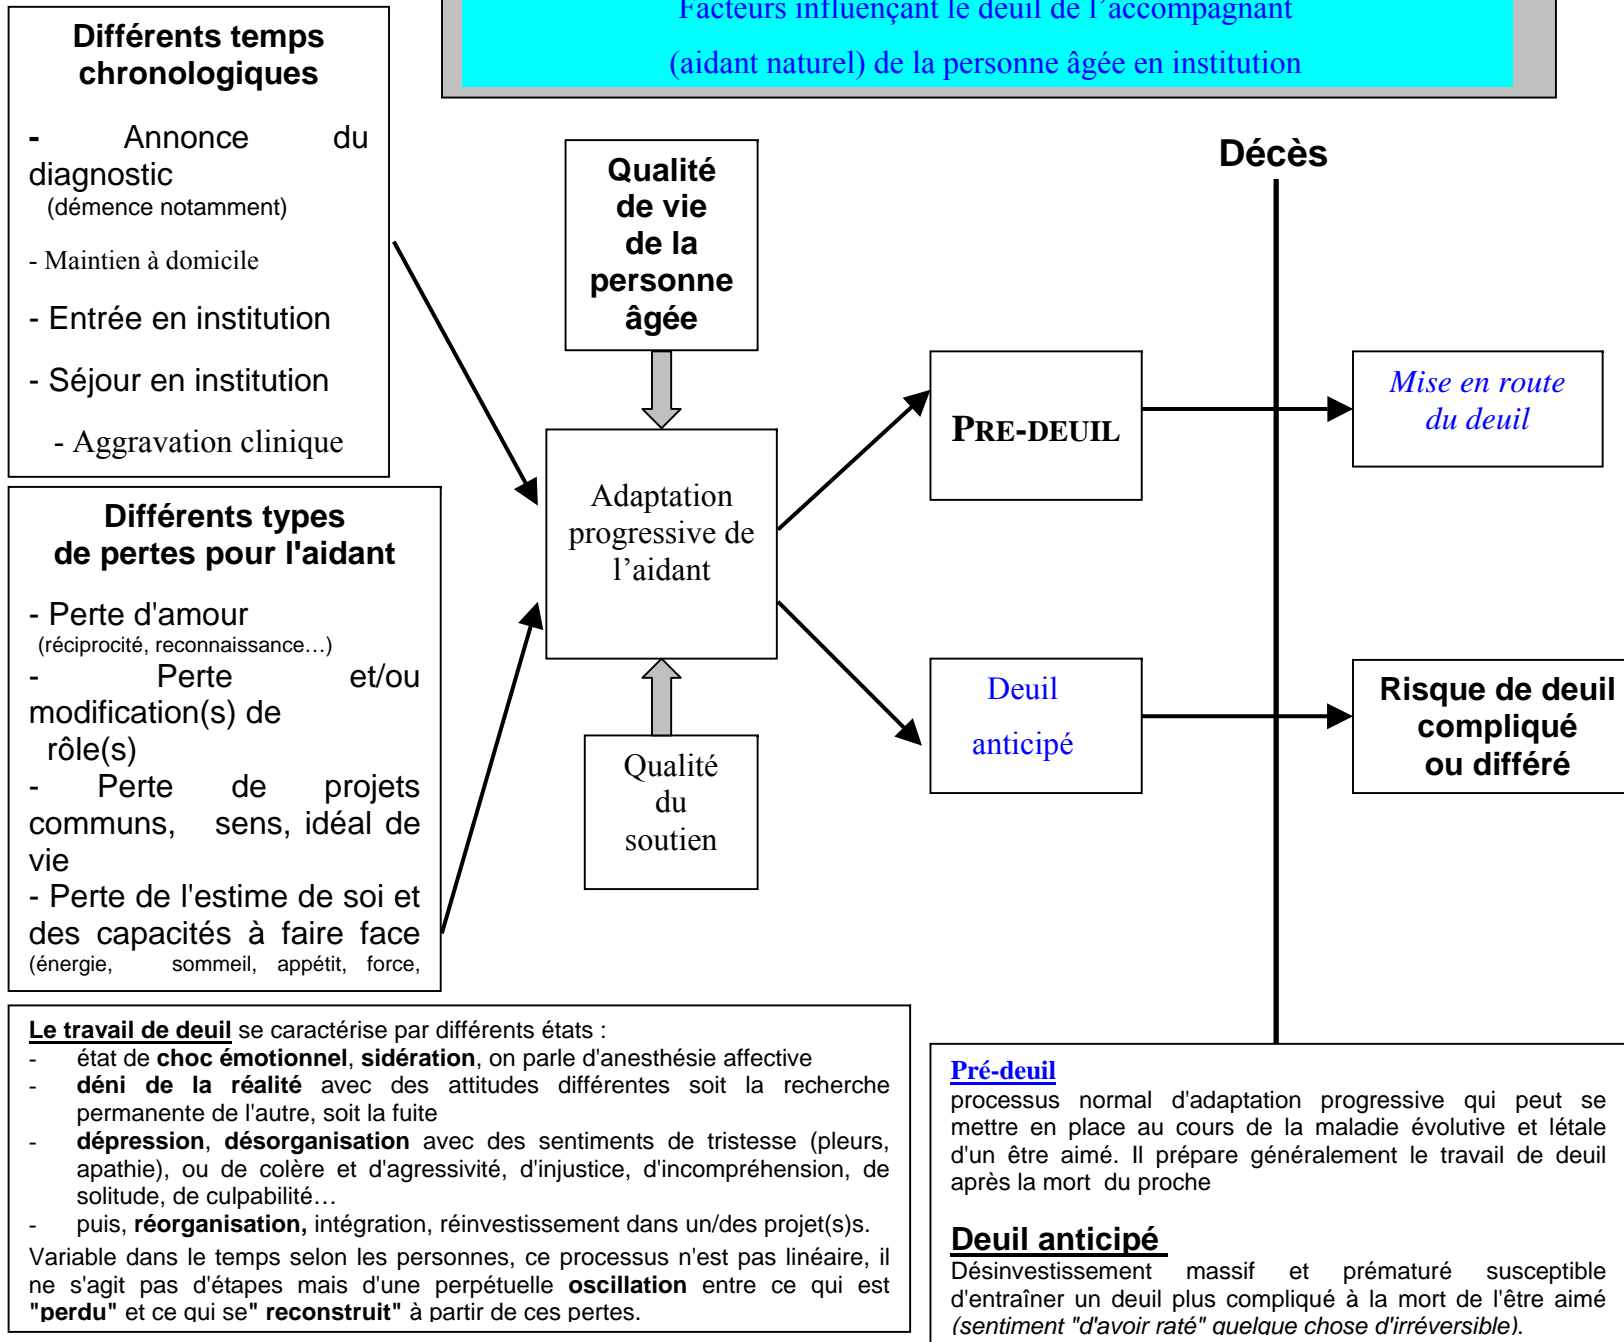 Facteurs influençant le deuil de l'accompagnant
(aidant naturel) de la personne âgée en institution
Différents temps
chronologiques
- Annonce du
diagnostic
(démence notamment)
- Maintien à domicile
- Entrée en institution
- Séjour en institution
- Aggravation clinique
Différents types
de pertes pour l'aidant
- Perte d'amour
(réciprocité, reconnaissance…)
- Perte et/ou
modification(s) de
rôle(s)
- Perte de projets
communs, sens, idéal de
vie
- Perte de l'estime de soi et
des capacités à faire face
(énergie, sommeil, appétit, force,
Qualité
de vie
de la
personne
âgée
Adaptation
progressive de
l'aidant
Qualité
du
soutien
Décès
PRE-DEUIL
Mise en route
du deuil
Deuil
anticipé
Risque de deuil
compliqué
ou différé
Le travail de deuil se caractérise par différents états :
- état de choc émotionnel, sidération, on parle d'anesthésie affective
- déni de la réalité avec des attitudes différentes soit la recherche
permanente de l'autre, soit la fuite
- dépression, désorganisation avec des sentiments de tristesse (pleurs,
apathie), ou de colère et d'agressivité, d'injustice, d'incompréhension, de
solitude, de culpabilité…
- puis, réorganisation, intégration, réinvestissement dans un/des projet(s)s.
Variable dans le temps selon les personnes, ce processus n'est pas linéaire, il
ne s'agit pas d'étapes mais d'une perpétuelle oscillation entre ce qui est
"perdu" et ce qui se" reconstruit" à partir de ces pertes.
Pré-deuil
processus normal d'adaptation progressive qui peut se
mettre en place au cours de la maladie évolutive et létale
d'un être aimé. Il prépare généralement le travail de deuil
après la mort du proche
Deuil anticipé
Désinvestissement massif et prématuré susceptible
d'entraîner un deuil plus compliqué à la mort de l'être aimé
(sentiment "d'avoir raté" quelque chose d'irréversible).